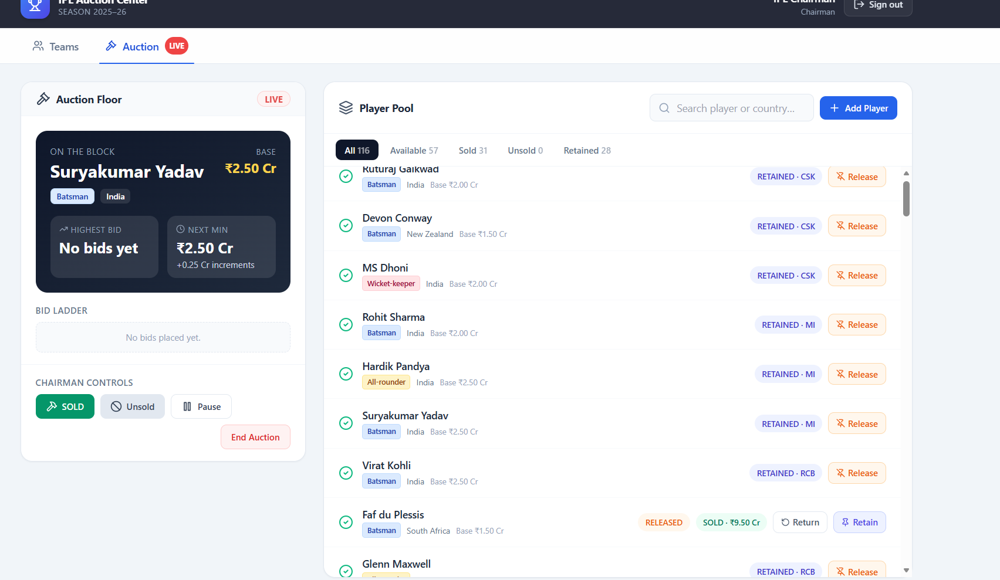 IPL Auction Center
SEASON 2025–26
IPL Chairman
Chairman
Sign out
Teams
Auction LIVE
Auction Floor
LIVE
ON THE BLOCK
BASE
Suryakumar Yadav
₹2.50 Cr
Batsman India
HIGHEST BID
No bids yet
NEXT MIN
₹2.50 Cr
+0.25 Cr increments
BID LADDER
No bids placed yet.
CHAIRMAN CONTROLS
SOLD Unsold Pause
End Auction
Player Pool
Search player or country...
Add Player
All 116 Available 57 Sold 31 Unsold 0 Retained 28
Ruturaj Gaikwad
Batsman India Base ₹2.00 Cr
RETAINED · CSK Release
Devon Conway
Batsman New Zealand Base ₹1.50 Cr
RETAINED · CSK Release
MS Dhoni
Wicket-keeper India Base ₹2.00 Cr
RETAINED · CSK Release
Rohit Sharma
Batsman India Base ₹2.00 Cr
RETAINED · MI Release
Hardik Pandya
All-rounder India Base ₹2.50 Cr
RETAINED · MI Release
Suryakumar Yadav
Batsman India Base ₹2.50 Cr
RETAINED · MI Release
Virat Kohli
Batsman India Base ₹2.50 Cr
RETAINED · RCB Release
Faf du Plessis
Batsman South Africa Base ₹1.50 Cr
RELEASED SOLD · ₹9.50 Cr Return Retain
Glenn Maxwell
RETAINED · RCB Release